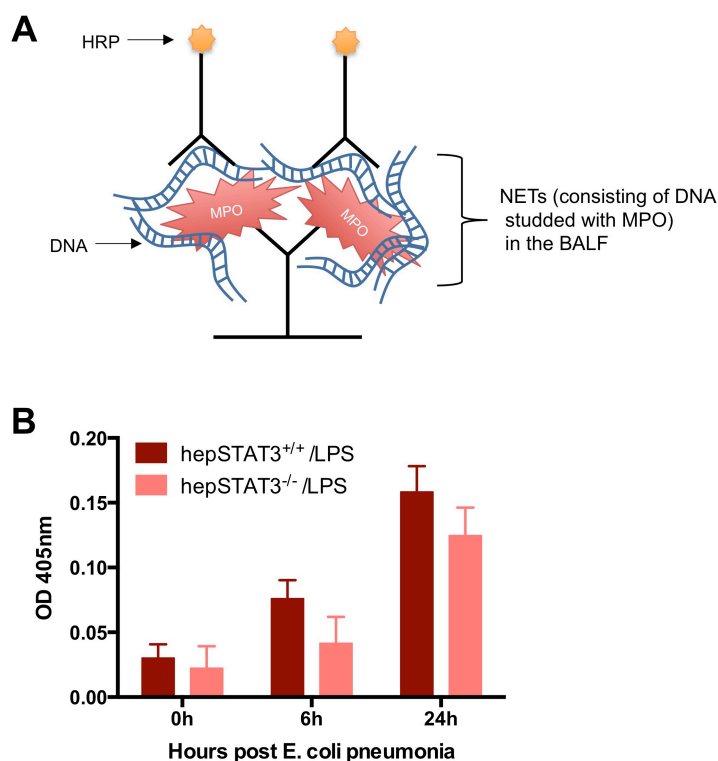 A
HRP
MPO
MPO
DNA
NETs (consisting of DNA
studded with MPO)
in the BALF
B
hepSTAT3+/+/LPS
hepSTAT3-/-/LPS
0.20
0.15
0.10
0.05
0.00
OD 405nm
0h 6h 24h
Hours post E. coli pneumonia